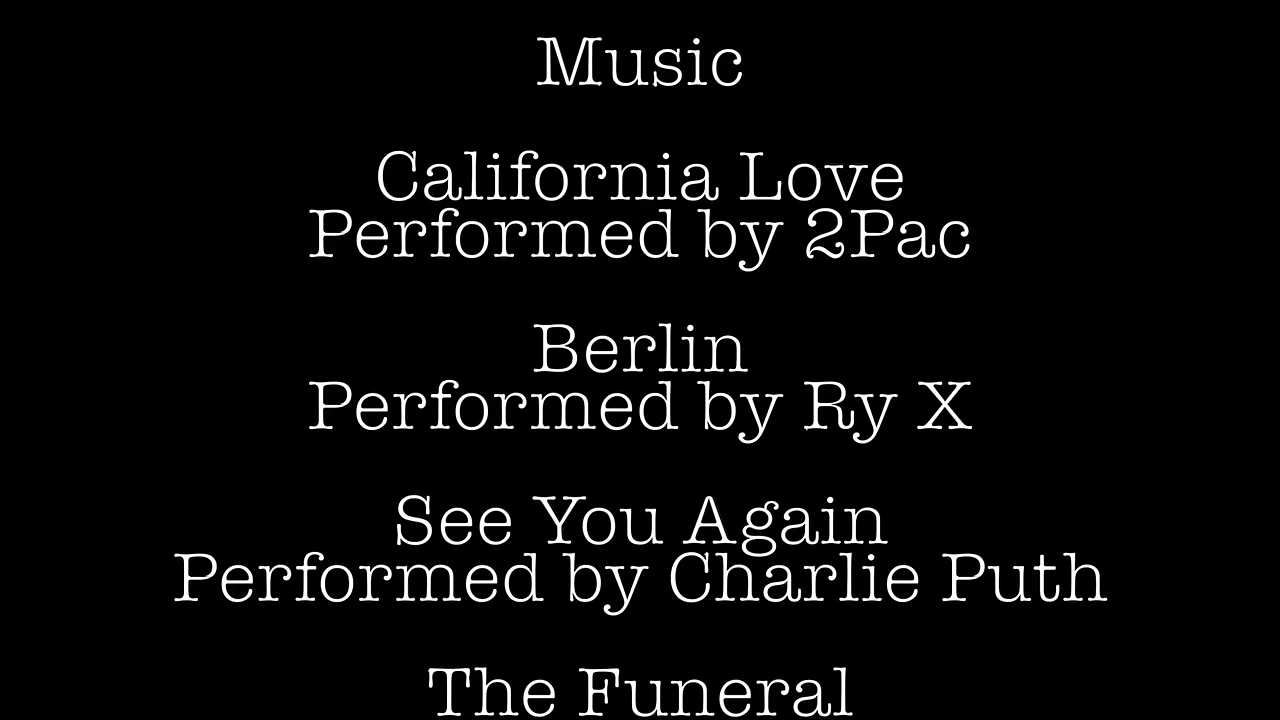 Music
California Love
Performed by 2Pac
Berlin
Performed by Ry X
See You Again
Performed by Charlie Puth
The Funeral